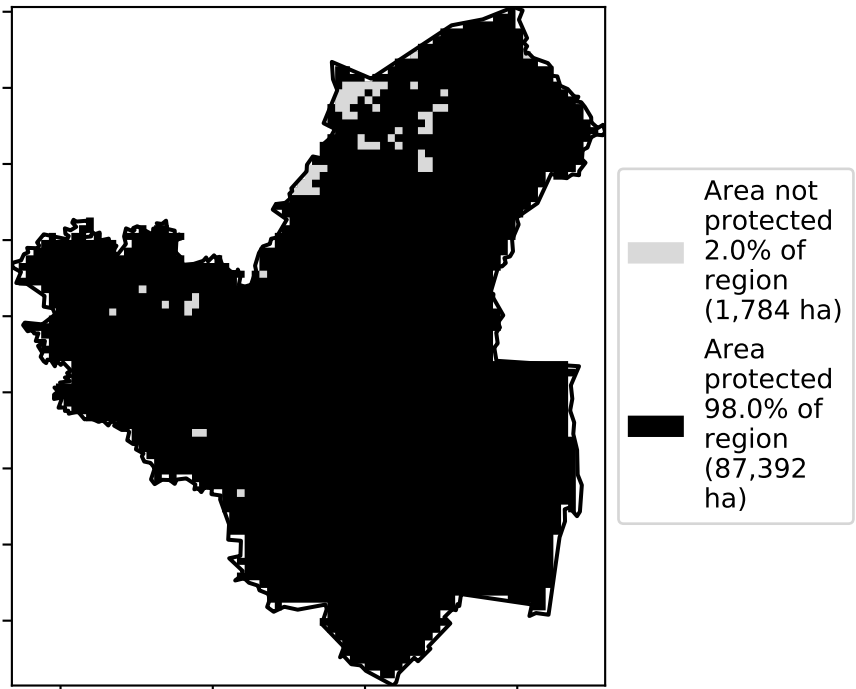 Area not
protected
2.0% of
region
(1,784 ha)
Area
protected
98.0% of
region
(87,392
ha)